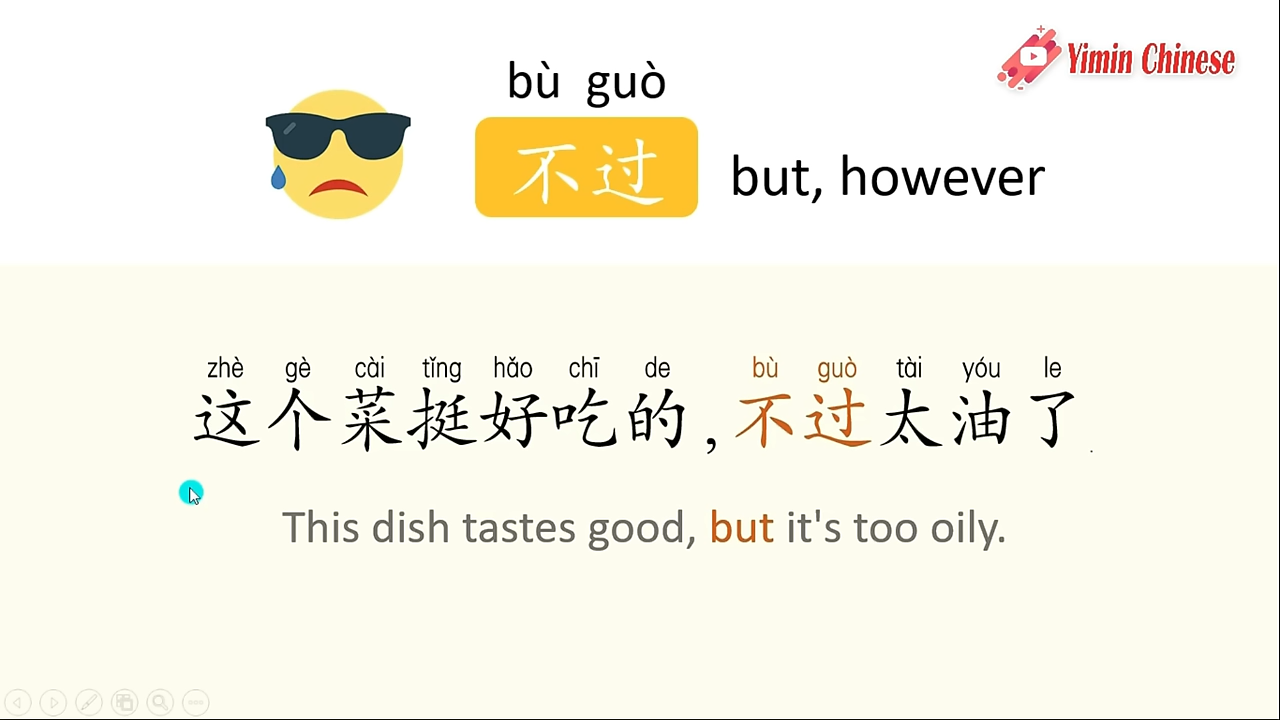 Yimin Chinese
bù guò
不过
but, however
zhè gè cài tǐng hǎo chī de bù guò tài yóu le
这个菜挺好吃的,不过太油了.
This dish tastes good, but it's too oily.